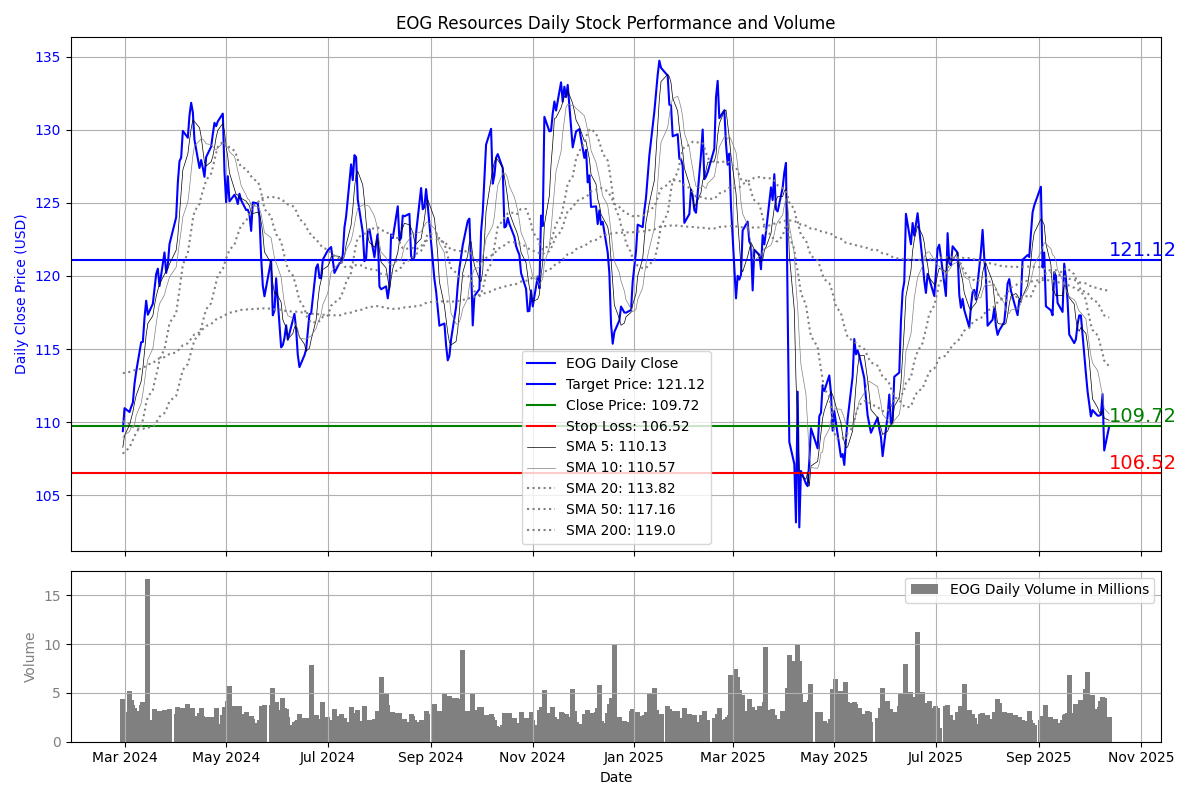 EOG Resources Daily Stock Performance and Volume
135
130
125
120
115
110
105
Daily Close Price (USD)
121.12
109.72
106.52
EOG Daily Close
Target Price: 121.12
Close Price: 109.72
Stop Loss: 106.52
SMA 5: 110.13
SMA 10: 110.57
SMA 20: 113.82
SMA 50: 117.16
SMA 200: 119.0
15
10
5
0
Volume
EOG Daily Volume in Millions
Mar 2024 May 2024 Jul 2024 Sep 2024 Nov 2024 Jan 2025 Mar 2025 May 2025 Jul 2025 Sep 2025 Nov 2025
Date